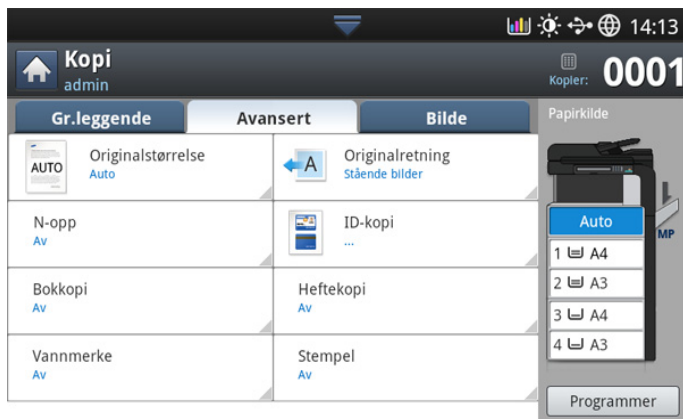 14:13
Kopi
admin
Kopier: 0001
Gr.leggende
Avansert
Bilde
Papirkilde
AUTO
Originalstørrelse
Auto
A
Originalretning
Stående bilder
N-opp
Av
ID-kopi
...
Bokkopi
Av
Heftekopi
Av
Vannmerke
Av
Stempel
Av
Auto
MP
1 A4
2 A3
3 A4
4 A3
Programmer